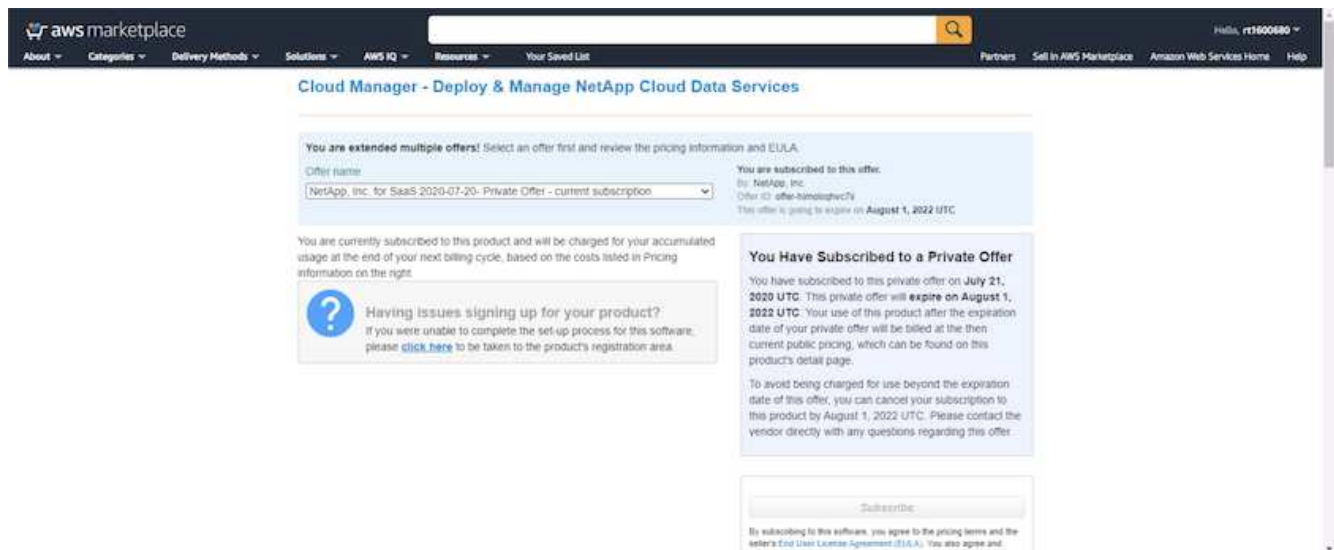 aws marketplace
Hello, rt1600680
About Categories Delivery Methods Solutions AWS IQ Resources Your Saved List Partners Sell in AWS Marketplace Amazon Web Services Home Help
Cloud Manager - Deploy & Manage NetApp Cloud Data Services
You are extended multiple offers! Select an offer first and review the pricing information and EULA.
Offer name
NetApp, Inc. for SaaS 2020-07-20- Private Offer - current subscription
You are subscribed to this offer.
By: NetApp, Inc.
Offer ID:
This offer is going to expire on August 1, 2022 UTC
You are currently subscribed to this product and will be charged for your accumulated
usage at the end of your next billing cycle, based on the costs listed in Pricing
information on the right.
Having issues signing up for your product?
If you were unable to complete the set-up process for this software,
please click here to be taken to the product's registration area.
You Have Subscribed to a Private Offer
You have subscribed to this private offer on July 21,
2020 UTC. This private offer will expire on August 1,
2022 UTC. Your use of this product after the expiration
date of your private offer will be billed at the then
current public pricing, which can be found on this
product's detail page.
To avoid being charged for use beyond the expiration
date of this offer, you can cancel your subscription to
this product by August 1, 2022 UTC. Please contact the
vendor directly with any questions regarding this offer.
Subscribe
By subscribing to this software, you agree to the pricing terms and the
seller's End User License Agreement (EULA). You also agree and